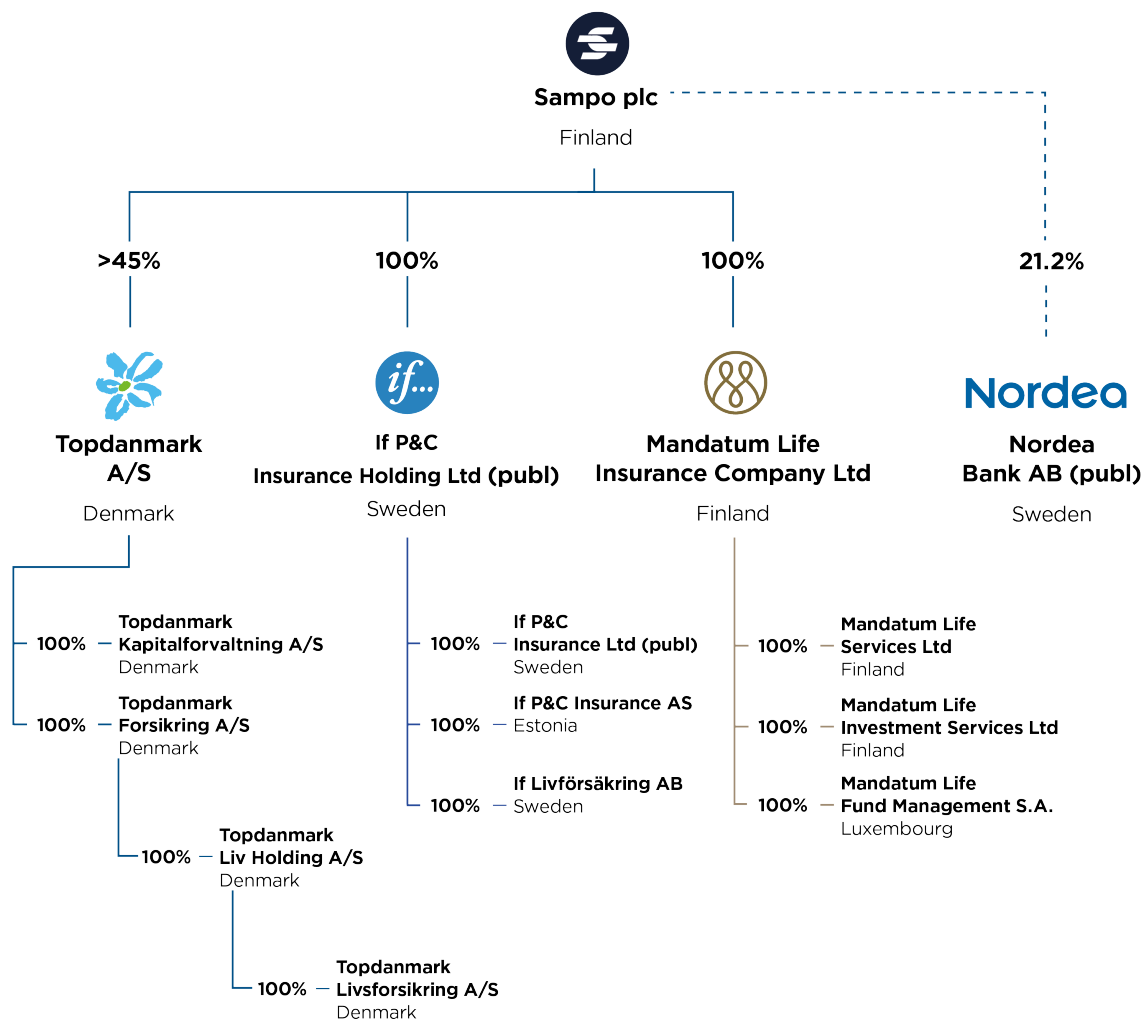 Sampo plc
Finland
>45%
100%
100%
21.2%
if...
Nordea
Topdanmark
A/S
Denmark
If P&C
Insurance Holding Ltd (publ)
Sweden
Mandatum Life
Insurance Company Ltd
Finland
Nordea
Bank AB (publ)
Sweden
100%
Topdanmark
Kapitalforvaltning A/S
Denmark
100%
Topdanmark
Forsikring A/S
Denmark
100%
Topdanmark
Liv Holding A/S
Denmark
100%
Topdanmark
Livsforsikring A/S
Denmark
100%
If P&C
Insurance Ltd (publ)
Sweden
100%
If P&C Insurance AS
Estonia
100%
If Livförsäkring AB
Sweden
100%
Mandatum Life
Services Ltd
Finland
100%
Mandatum Life
Investment Services Ltd
Finland
100%
Mandatum Life
Fund Management S.A.
Luxembourg